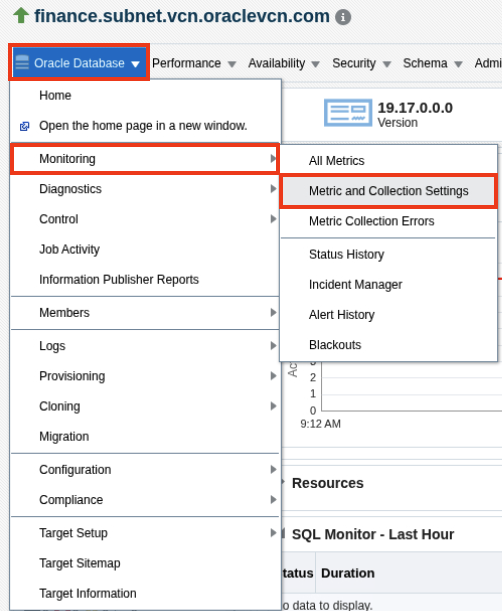 finance.subnet.vcn.oraclevcn.com
Oracle Database Performance Availability Security Schema
Home
Open the home page in a new window.
Monitoring
Diagnostics
Control
Job Activity
Information Publisher Reports
Members
Logs
Provisioning
Cloning
Migration
Configuration
Compliance
Target Setup
Target Sitemap
Target Information
All Metrics
Metric and Collection Settings
Metric Collection Errors
Status History
Incident Manager
Alert History
Blackouts
19.17.0.0.0
Version
2
1
0
9:12 AM
Resources
SQL Monitor - Last Hour
Duration
data to display.